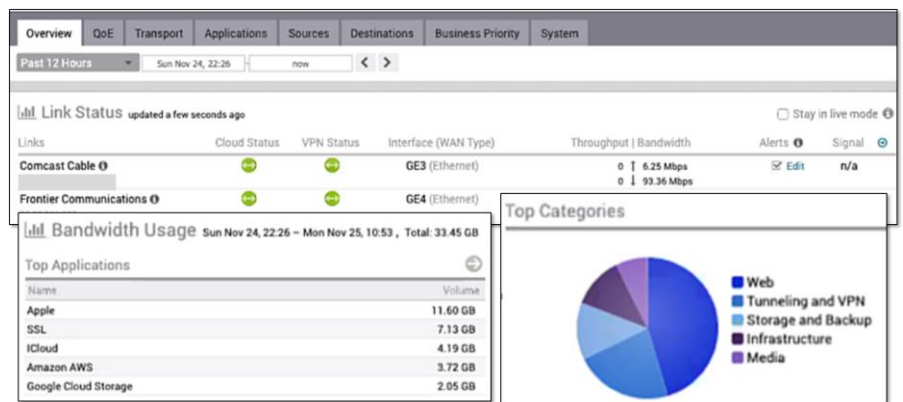 Overview QoE Transport Applications Sources Destinations Business Priority System
Past 12 Hours Sun Nov 24, 22:26 - now < >
Link Status updated a few seconds ago Stay in live mode
Links Cloud Status VPN Status Interface (WAN Type) Throughput | Bandwidth Alerts Signal
Comcast Cable GE3 (Ethernet) 0 ↑ 6.25 Mbps Edit n/a
0 ↓ 93.36 Mbps
Frontier Communications GE4 (Ethernet)
Bandwidth Usage Sun Nov 24, 22:26 – Mon Nov 25, 10:53 , Total: 33.45 GB
Top Applications
Name Volume
Apple 11.60 GB
SSL 7.13 GB
ICloud 4.19 GB
Amazon AWS 3.72 GB
Google Cloud Storage 2.05 GB
Top Categories
Web
Tunneling and VPN
Storage and Backup
Infrastructure
Media